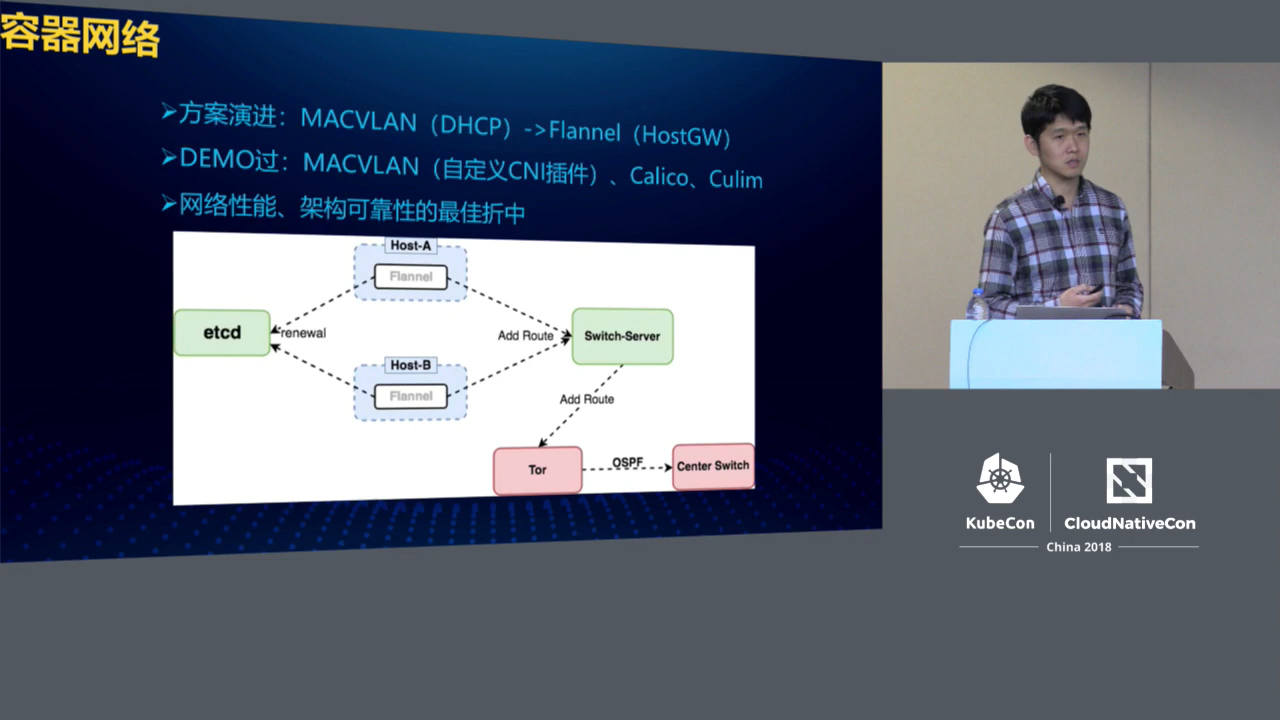 容器网络
➢方案演进：MACVLAN（DHCP）->Flannel（HostGW）
➢DEMO过：MACVLAN（自定义CNI插件）、Calico、Culim
➢网络性能、架构可靠性的最佳折中
Host-A
Flannel
etcd
renewal
Add Route
Switch-Server
Host-B
Flannel
Add Route
Tor
OSPF
Center Switch
KubeCon
CloudNativeCon
China 2018